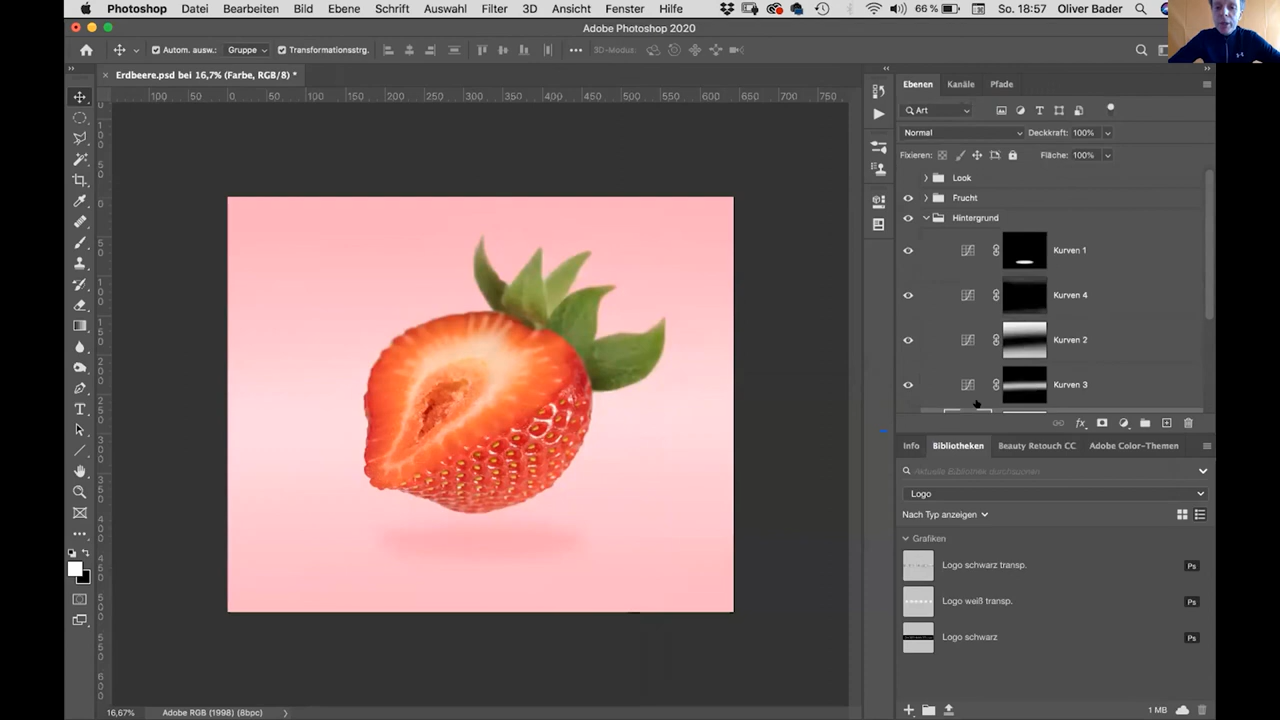 Photoshop Datei Bearbeiten Bild Ebene Schrift Auswahl Filter 3D Ansicht Fenster Hilfe 66 % So. 18:57 Oliver Bader
Adobe Photoshop 2020
Autom. ausw.: Gruppe Transformationsstrg. 3D-Modus:
Erdbeere.psd bei 16,7% (Farbe, RGB/8) *
100 50 0 50 100 150 200 250 300 350 400 450 500 550 600 650 700 750
Ebenen Kanäle Pfade
Art
Normal Deckkraft: 100%
Fixieren: Fläche: 100%
Look
Frucht
Hintergrund
Kurven 1
Kurven 4
Kurven 2
Kurven 3
Info Bibliotheken Beauty Retouch CC Adobe Color-Themen
Aktuelle Bibliothek durchsuchen
Logo
Nach Typ anzeigen
Grafiken
Logo schwarz transp. Ps
Logo weiß transp. Ps
Logo schwarz Ps
16,67% Adobe RGB (1998) (8bpc) 1 MB